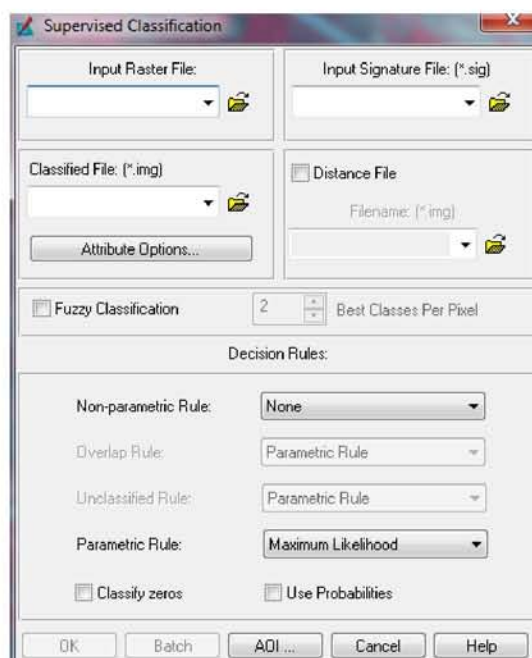 Supervised Classification
Input Raster File:
Input Signature File: (*.sig)
Classified File: (*.img)
Distance File
Filename: (*.img)
Attribute Options...
Fuzzy Classification
2
Best Classes Per Pixel
Decision Rules:
Non-parametric Rule:
None
Overlap Rule:
Parametric Rule
Unclassified Rule:
Parametric Rule
Parametric Rule:
Maximum Likelihood
Classify zeros
Use Probabilities
OK
Batch
AOI ...
Cancel
Help